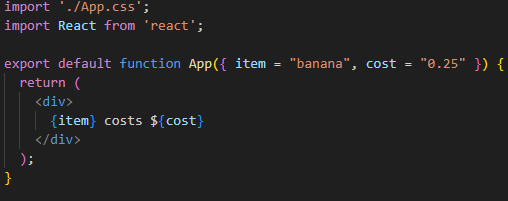 import './App.css';
import React from 'react';
export default function App({ item = "banana", cost = "0.25" }) {
return (
<div>
{item} costs ${cost}
</div>
);
}